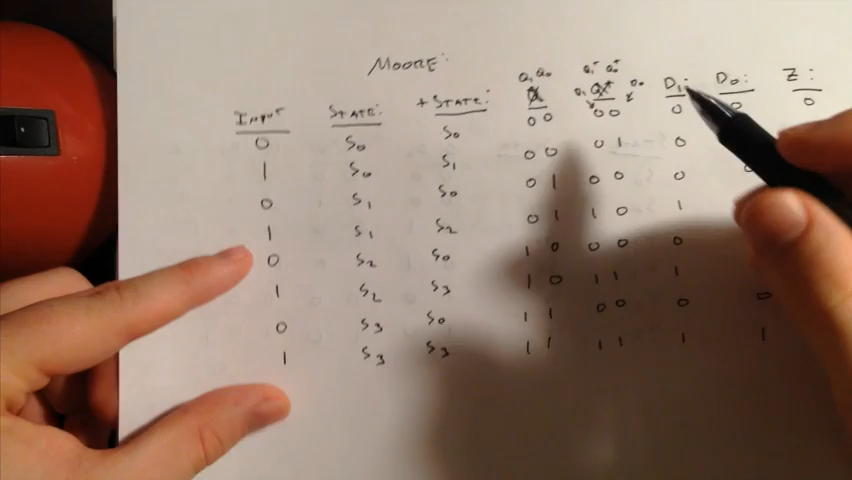 MOORE:
Q₁ Q₀ Q₁⁺ Q₀⁺
INPUT STATE: + STATE: D₁: D₀: Z:
0 S₀ S₀ 0 0 0 0 0 0 0
1 S₀ S₁ 0 0 0 1 0
0 S₁ S₀ 0 1 0 0 0
1 S₁ S₂ 0 1 1 0 1
0 S₂ S₀ 1 0 0 0 0
1 S₂ S₃ 1 0 1 1 1
0 S₃ S₀ 1 1 0 0 0 0
1 S₃ S₃ 1 1 1 1 1 1